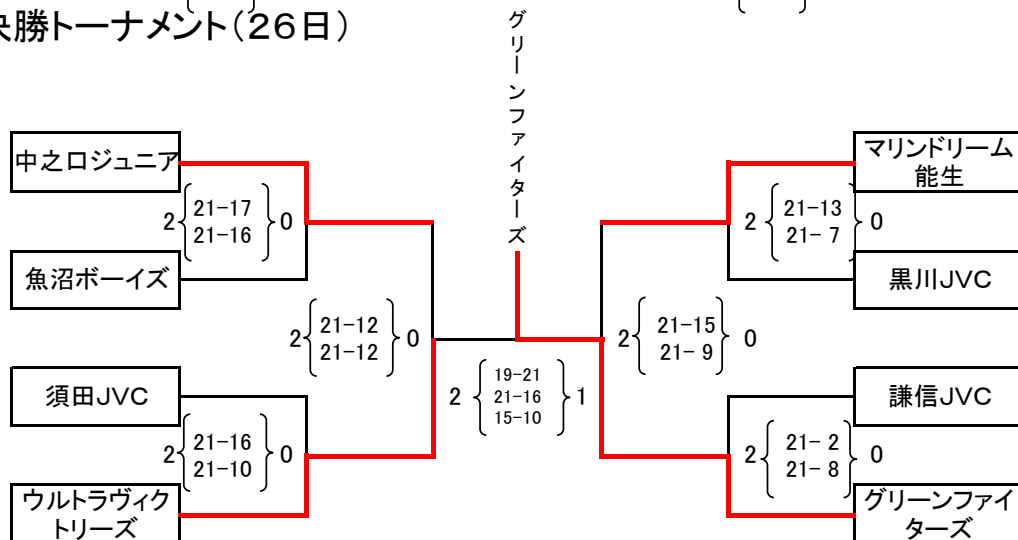 決勝トーナメント（26日）
グリーンファイターズ
中之口ジュニア
2 21-17 0
21-16
魚沼ボーイズ
2 21-12 0
21-12
須田JVC
2 21-16 0
21-10
ウルトラヴィク
トリーズ
2 19-21 1
21-16
15-10
マリンドリーム
能生
2 21-13 0
21- 7
黒川JVC
2 21-15 0
21- 9
謙信JVC
2 21- 2 0
21- 8
グリーンファイ
ターズ